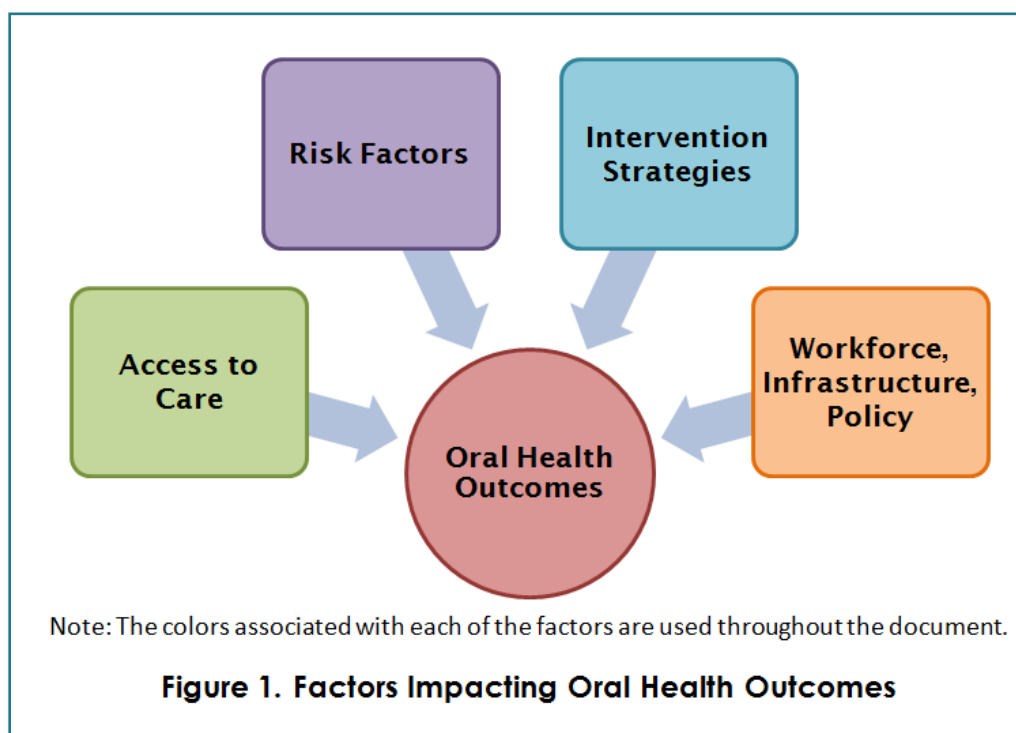 Risk Factors
Intervention
Strategies
Access to
Care
Workforce,
Infrastructure,
Policy
Oral Health
Outcomes
Note: The colors associated with each of the factors are used throughout the document.
Figure 1. Factors Impacting Oral Health Outcomes